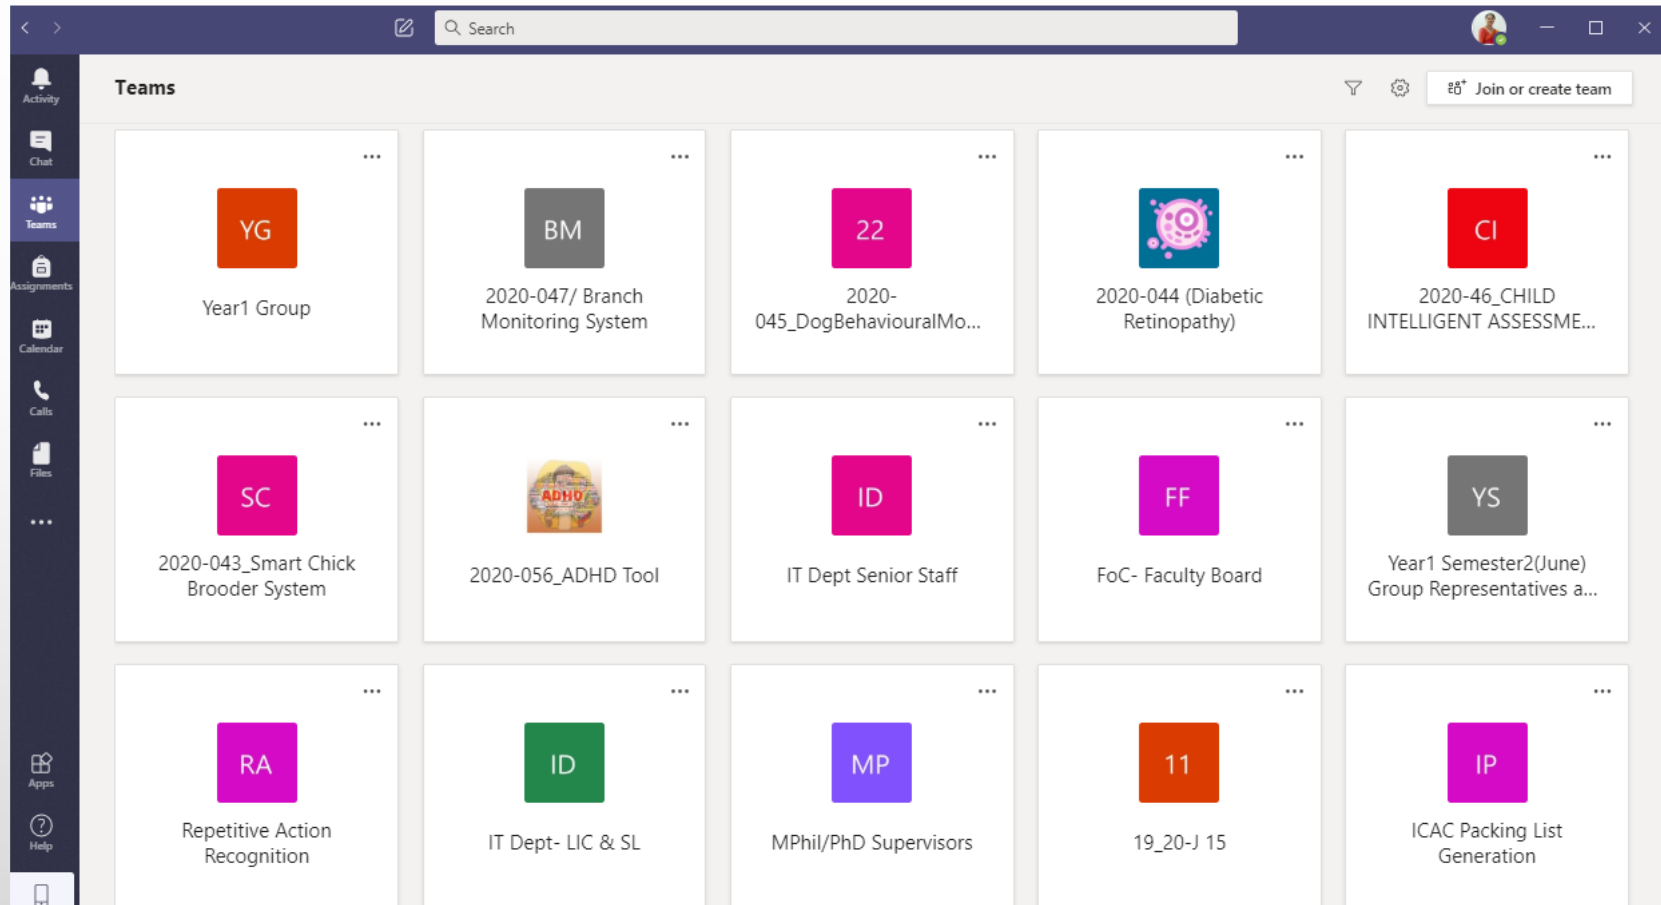 Search
Activity
Chat
Teams
Assignments
Calendar
Calls
Files
Apps
Help
Teams
Join or create team
YG
Year1 Group
BM
2020-047/ Branch
Monitoring System
22
2020-
045_DogBehaviouralMo...
2020-044 (Diabetic
Retinopathy)
CI
2020-46_CHILD
INTELLIGENT ASSESSME...
SC
2020-043_Smart Chick
Brooder System
ADHD
2020-056_ADHD Tool
ID
IT Dept Senior Staff
FF
FoC- Faculty Board
YS
Year1 Semester2(June)
Group Representatives a...
RA
Repetitive Action
Recognition
ID
IT Dept- LIC & SL
MP
MPhil/PhD Supervisors
11
19_20-J 15
IP
ICAC Packing List
Generation